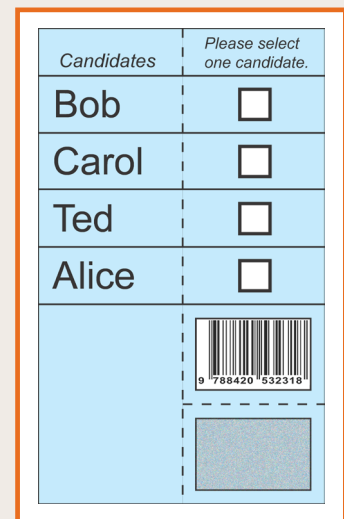 Candidates
Please select
one candidate.
Bob
Carol
Ted
Alice
9 788420 532318